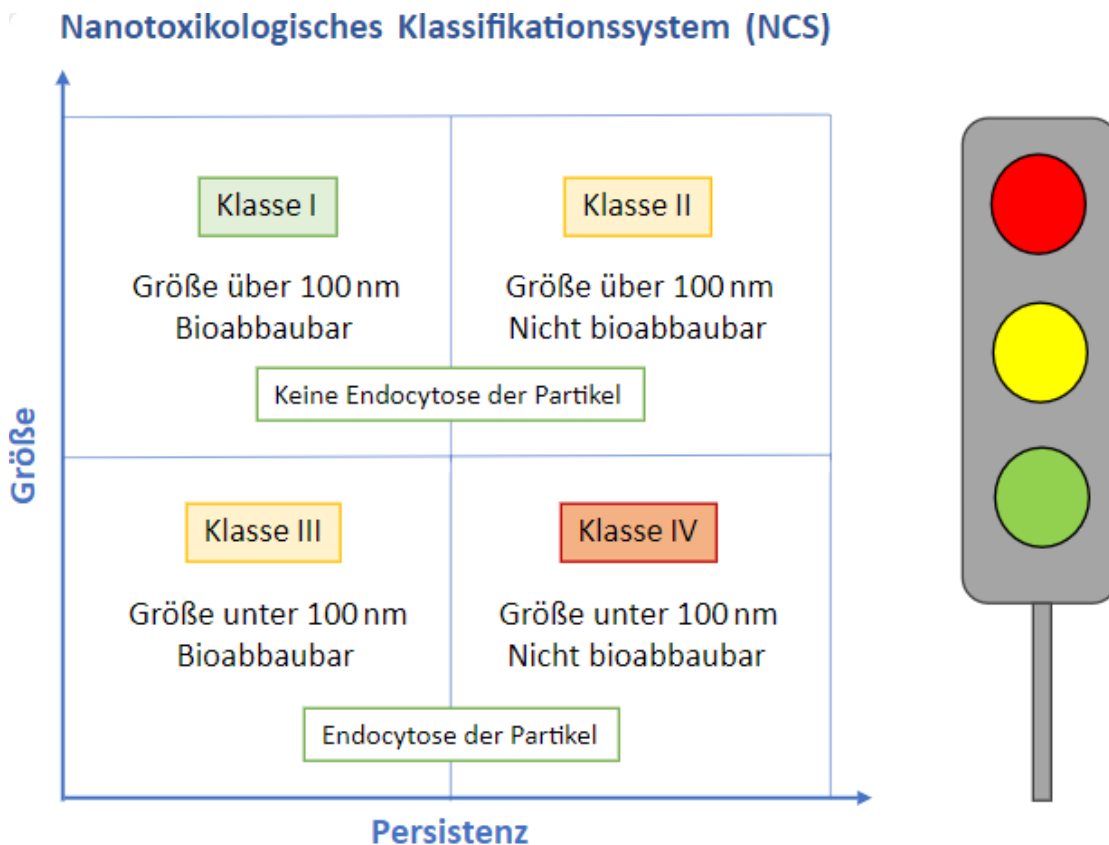 Nanotoxikologisches Klassifikationssystem (NCS)
Klasse I
Größe über 100 nm
Bioabbaubar
Klasse II
Größe über 100 nm
Nicht bioabbaubar
Keine Endocytose der Partikel
Größe
Klasse III
Größe unter 100 nm
Bioabbaubar
Klasse IV
Größe unter 100 nm
Nicht bioabbaubar
Endocytose der Partikel
Persistenz